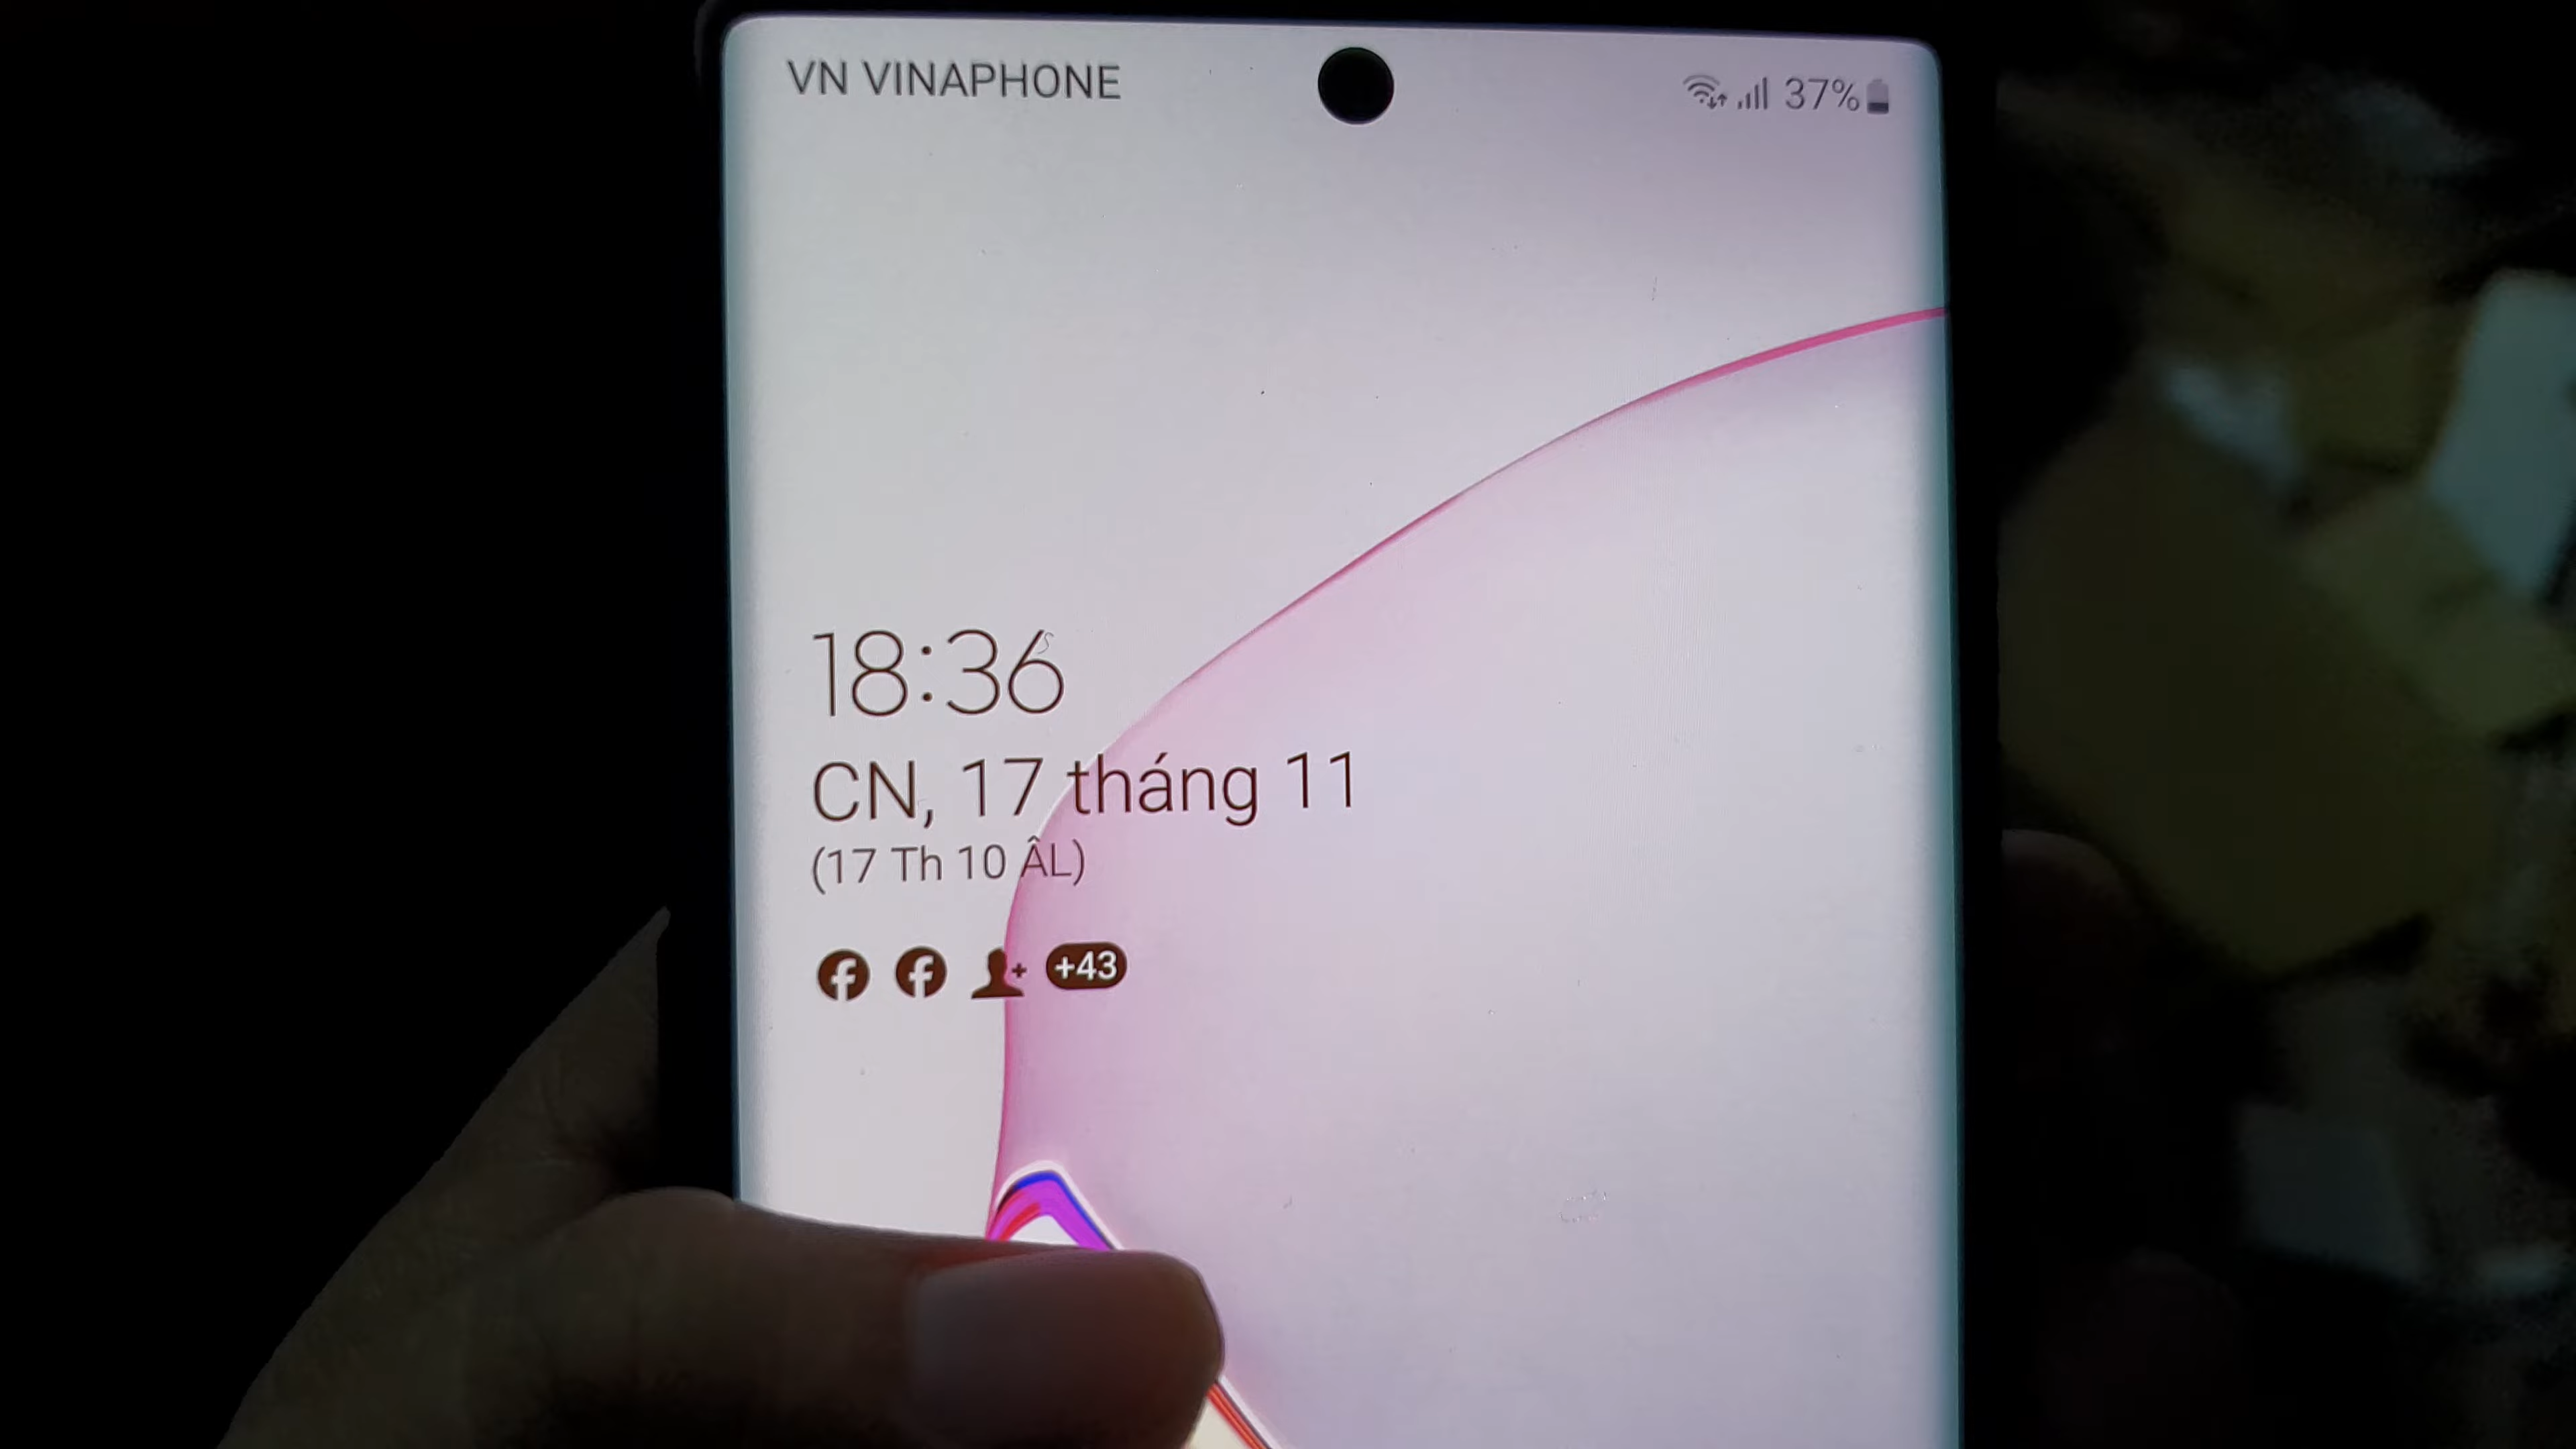 VN VINAPHONE
37%
18:36
CN, 17 tháng 11
(17 Th 10 ÂL)
+43